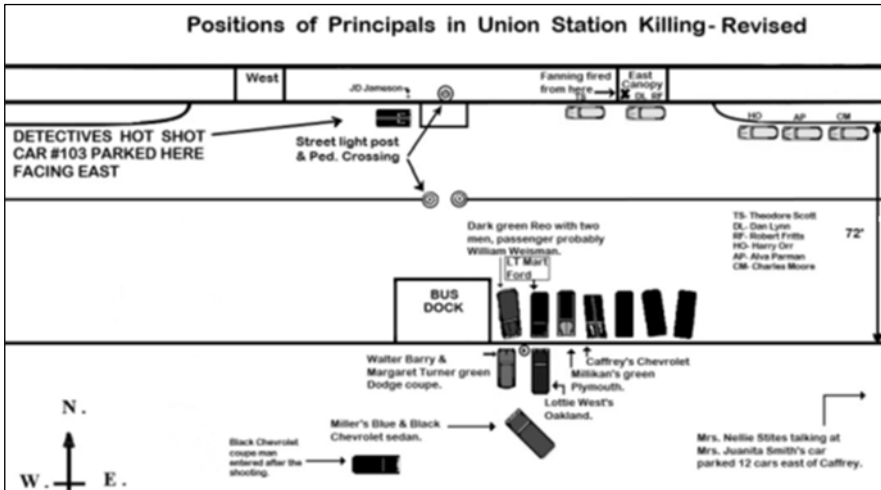 Positions of Principals in Union Station Killing- Revised
West
JD Jameson
Fanning fired
from here
East
Canopy
TS
DL RF
DETECTIVES HOT SHOT
CAR #103 PARKED HERE
FACING EAST
Street light post
& Ped. Crossing
HO
AP
CM
TS- Theodore Scott
DL- Dan Lynn
RF- Robert Fritts
HO- Harry Orr
AP- Alva Parman
CM- Charles Moore
72'
Dark green Reo with two
men, passenger probably
William Weisman.
LT Mart
Ford
BUS
DOCK
Walter Barry &
Margaret Turner green
Dodge coupe.
Caffrey's Chevrolet
Millikan's green
Plymouth.
Lottie West's
Oakland.
Miller's Blue & Black
Chevrolet sedan.
Black Chevrolet
coupe man
entered after the
shooting.
Mrs. Nellie Stites talking at
Mrs. Juanita Smith's car
parked 12 cars east of Caffrey.
N.
W.
E.